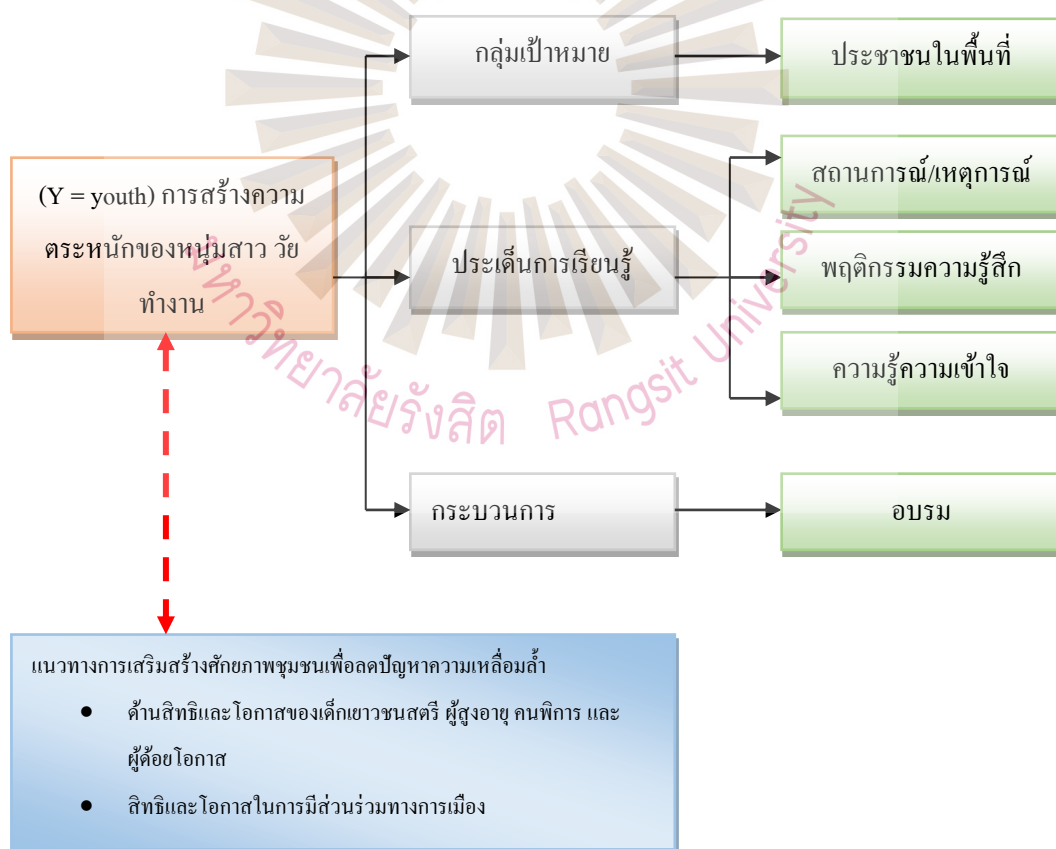 กลุ่มเป้าหมาย
ประชาชนในพื้นที่
(Y = youth) การสร้างความ
ตระหนักของหนุ่มสาว วัย
ทำงาน
ประเด็นการเรียนรู้
สถานการณ์/เหตุการณ์
พฤติกรรมความรู้สึก
ความรู้ความเข้าใจ
กระบวนการ
อบรม
มหาวิทยาลัยรังสิต Rangsit University
แนวทางการเสริมสร้างศักยภาพชุมชนเพื่อลดปัญหาความเหลื่อมล้ำ
● ด้านสิทธิและโอกาสของเด็กเยาวชนสตรี ผู้สูงอายุ คนพิการ และ
ผู้ด้อยโอกาส
● สิทธิและโอกาสในการมีส่วนร่วมทางการเมือง